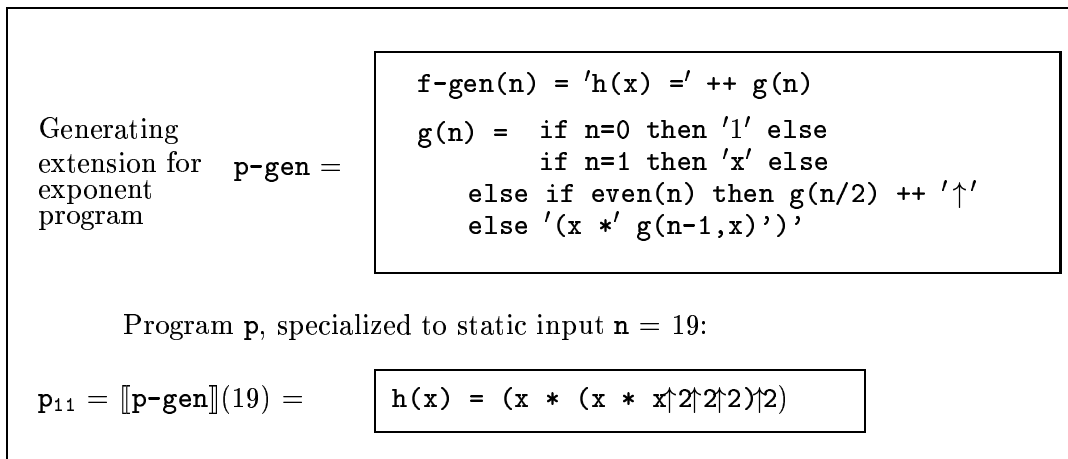 f-gen(n) = 'h(x) =' ++ g(n)
Generating
extension for
exponent
program
p-gen =
g(n) = if n=0 then '1' else
if n=1 then 'x' else
else if even(n) then g(n/2) ++ '↑'
else '(x *' g(n-1,x)')'
Program p, specialized to static input n = 19:
p₁₁ = ⟦p-gen⟧(19) =
h(x) = (x * (x * x↑2↑2↑2)↑2)